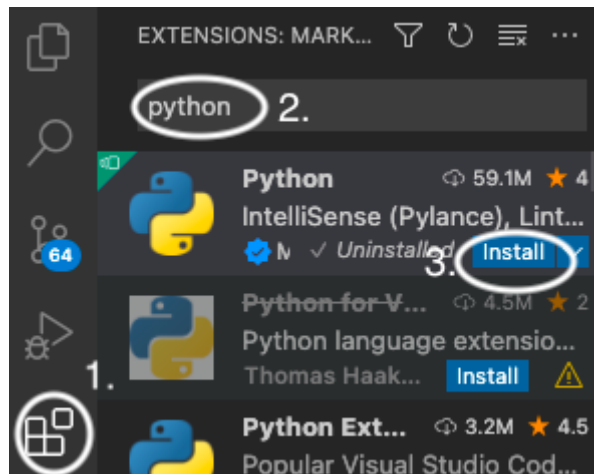 EXTENSIONS: MARK...
python 2.
Python 59.1M ★ 4
IntelliSense (Pylance), Lint...
M ✓ Uninstalled 3. Install
64
Python for V... 4.5M ★ 2
Python language extensio...
1. Thomas Haak... Install
Python Ext... 3.2M ★ 4.5
Popular Visual Studio Cod...